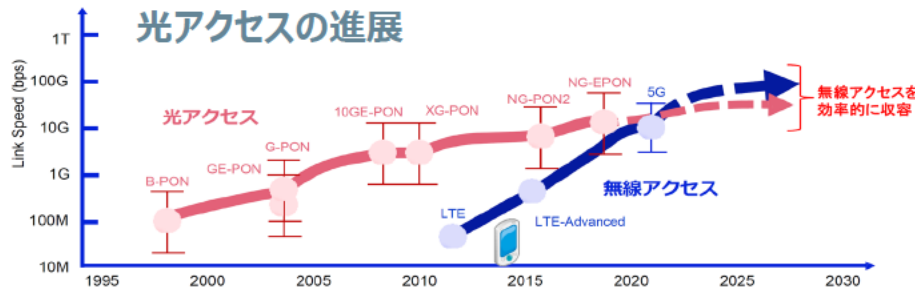 光アクセスの進展
Link Speed (bps)
1T
100G
10G
1G
100M
10M
光アクセス
B-PON
GE-PON
G-PON
10GE-PON
XG-PON
NG-PON2
NG-EPON
5G
無線アクセスを
効率的に収容
無線アクセス
LTE
LTE-Advanced
1995
2000
2005
2010
2015
2020
2025
2030